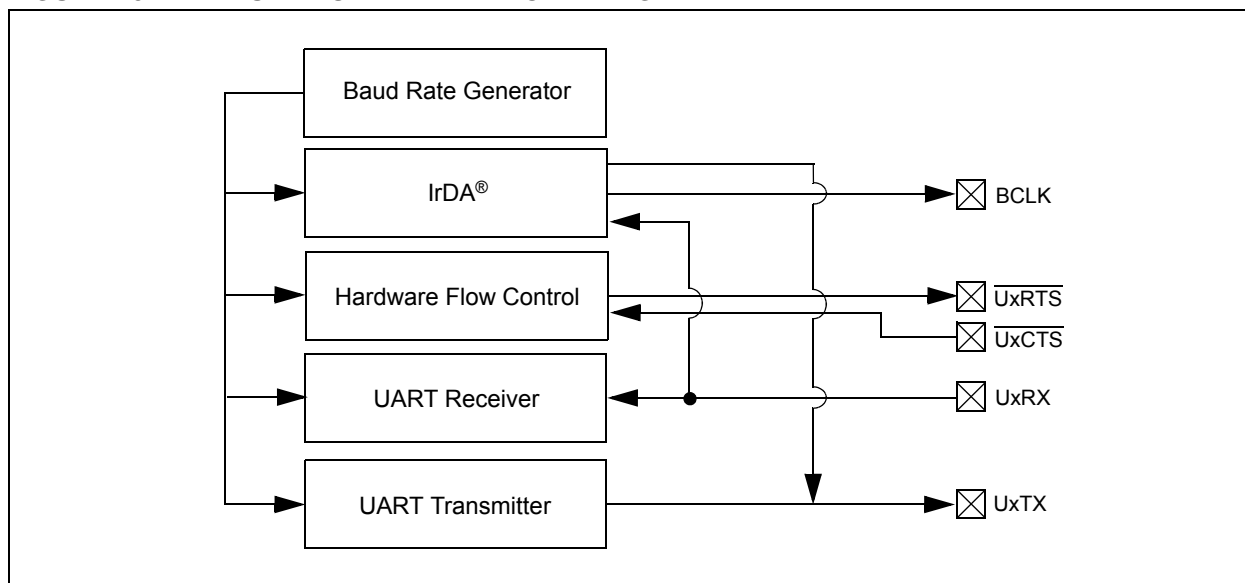 Baud Rate Generator
IrDA®
BCLK
Hardware Flow Control
UxRTS
UxCTS
UART Receiver
UxRX
UART Transmitter
UxTX